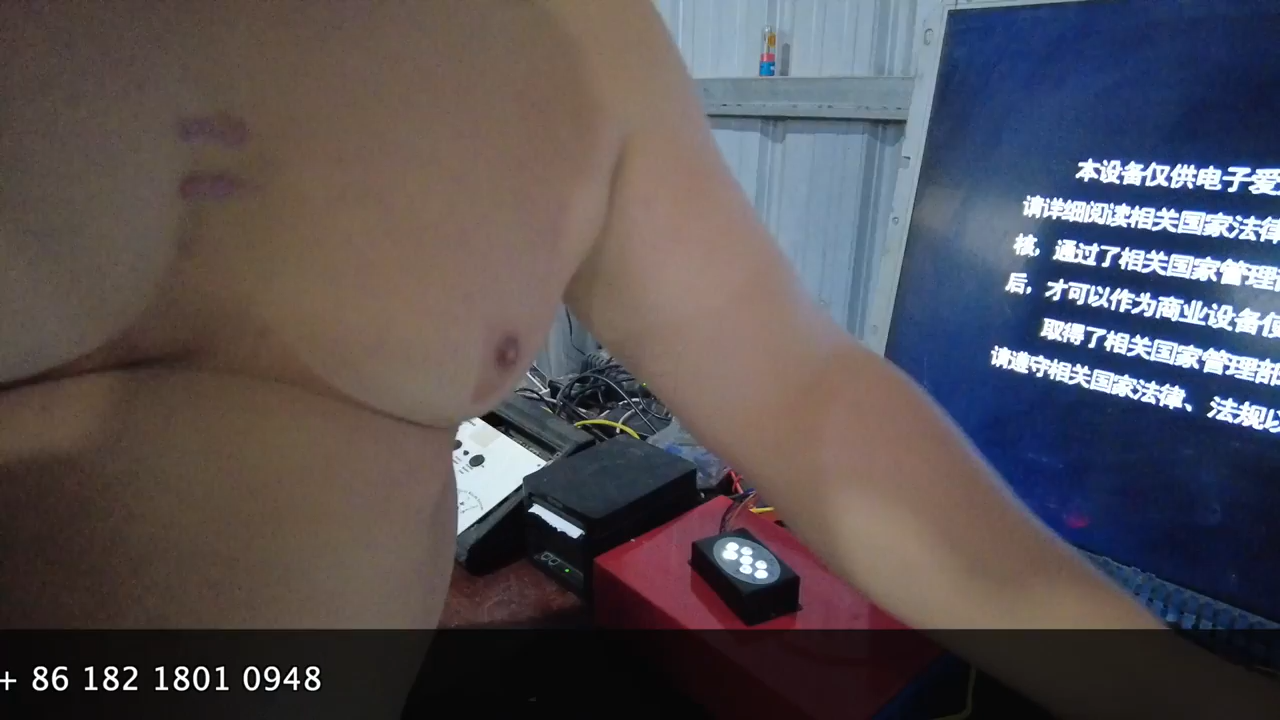 本设备仅供电子爱
请详细阅读相关国家法律
核，通过了相关国家管理
后，才可以作为商业设备
取得了相关国家管理部
请遵守相关国家法律、法规以
+ 86 182 1801 0948